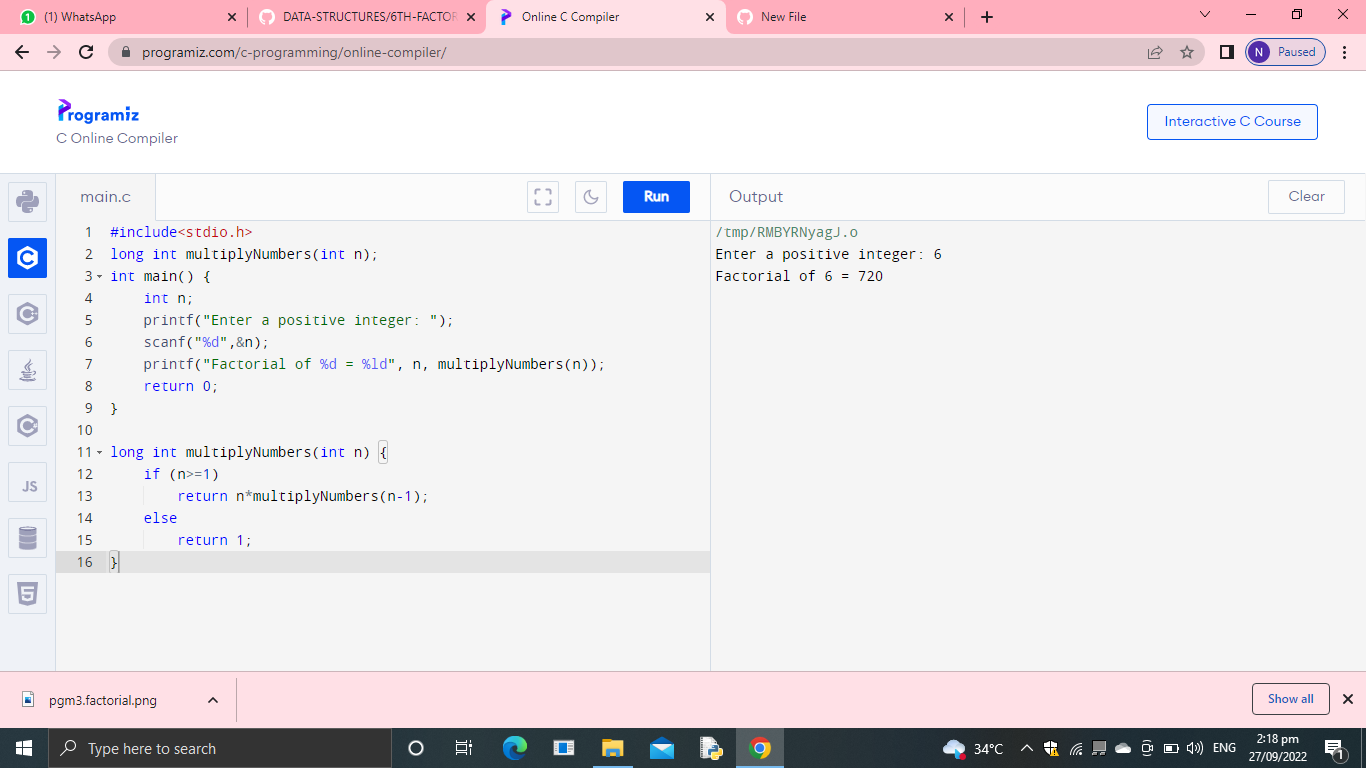 (1) WhatsApp
DATA-STRUCTURES/6TH-FACTOR
Online C Compiler
New File
programiz.com/c-programming/online-compiler/
N Paused
Programiz
C Online Compiler
Interactive C Course
main.c
Run
Output
Clear
1 #include<stdio.h>
2 long int multiplyNumbers(int n);
3 int main() {
4 int n;
5 printf("Enter a positive integer: ");
6 scanf("%d",&n);
7 printf("Factorial of %d = %ld", n, multiplyNumbers(n));
8 return 0;
9 }
10
11 long int multiplyNumbers(int n) {
12 if (n>=1)
13 return n*multiplyNumbers(n-1);
14 else
15 return 1;
16 }
/tmp/RMBYRNyagJ.o
Enter a positive integer: 6
Factorial of 6 = 720
JS
pgm3.factorial.png
Show all
Type here to search
34°C
ENG
2:18 pm
27/09/2022
1